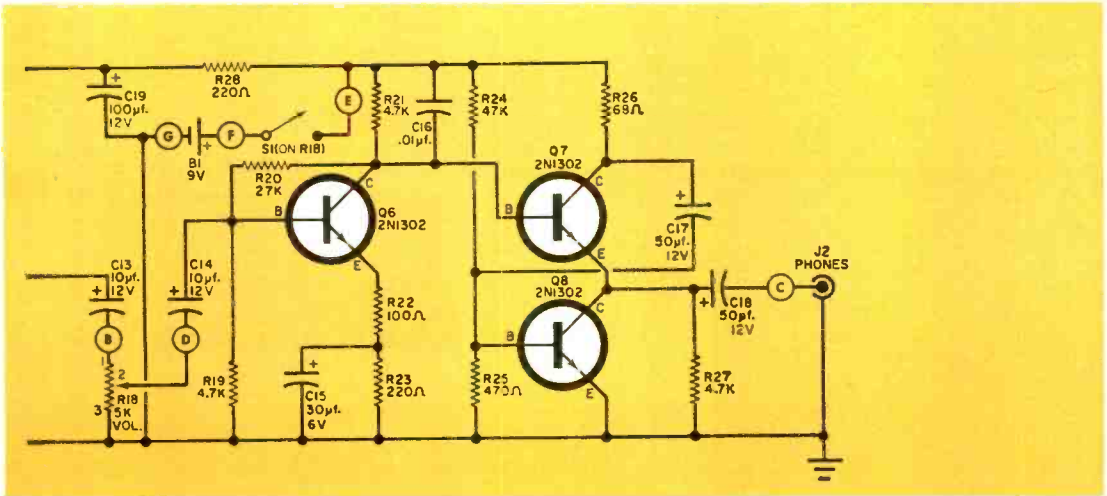 R28
220Ω
+
C19
100µf.
12V
G
B1
9V
+
F
S1(ON R18)
E
R21
4.7K
C16
.01µf.
R24
47K
R26
68Ω
Q7
2N1302
C
B
E
+
C17
50µf.
12V
R20
27K
B
C
Q6
2N1302
E
C13
10µf.
12V
+
B
C14
10µf.
12V
+
D
1
2
R18
5K
VOL.
3
R19
4.7K
R22
100Ω
+
C15
30µf.
6V
R23
220Ω
Q8
2N1302
C
B
E
R25
470Ω
+
C18
50µf.
12V
C
J2
PHONES
R27
4.7K